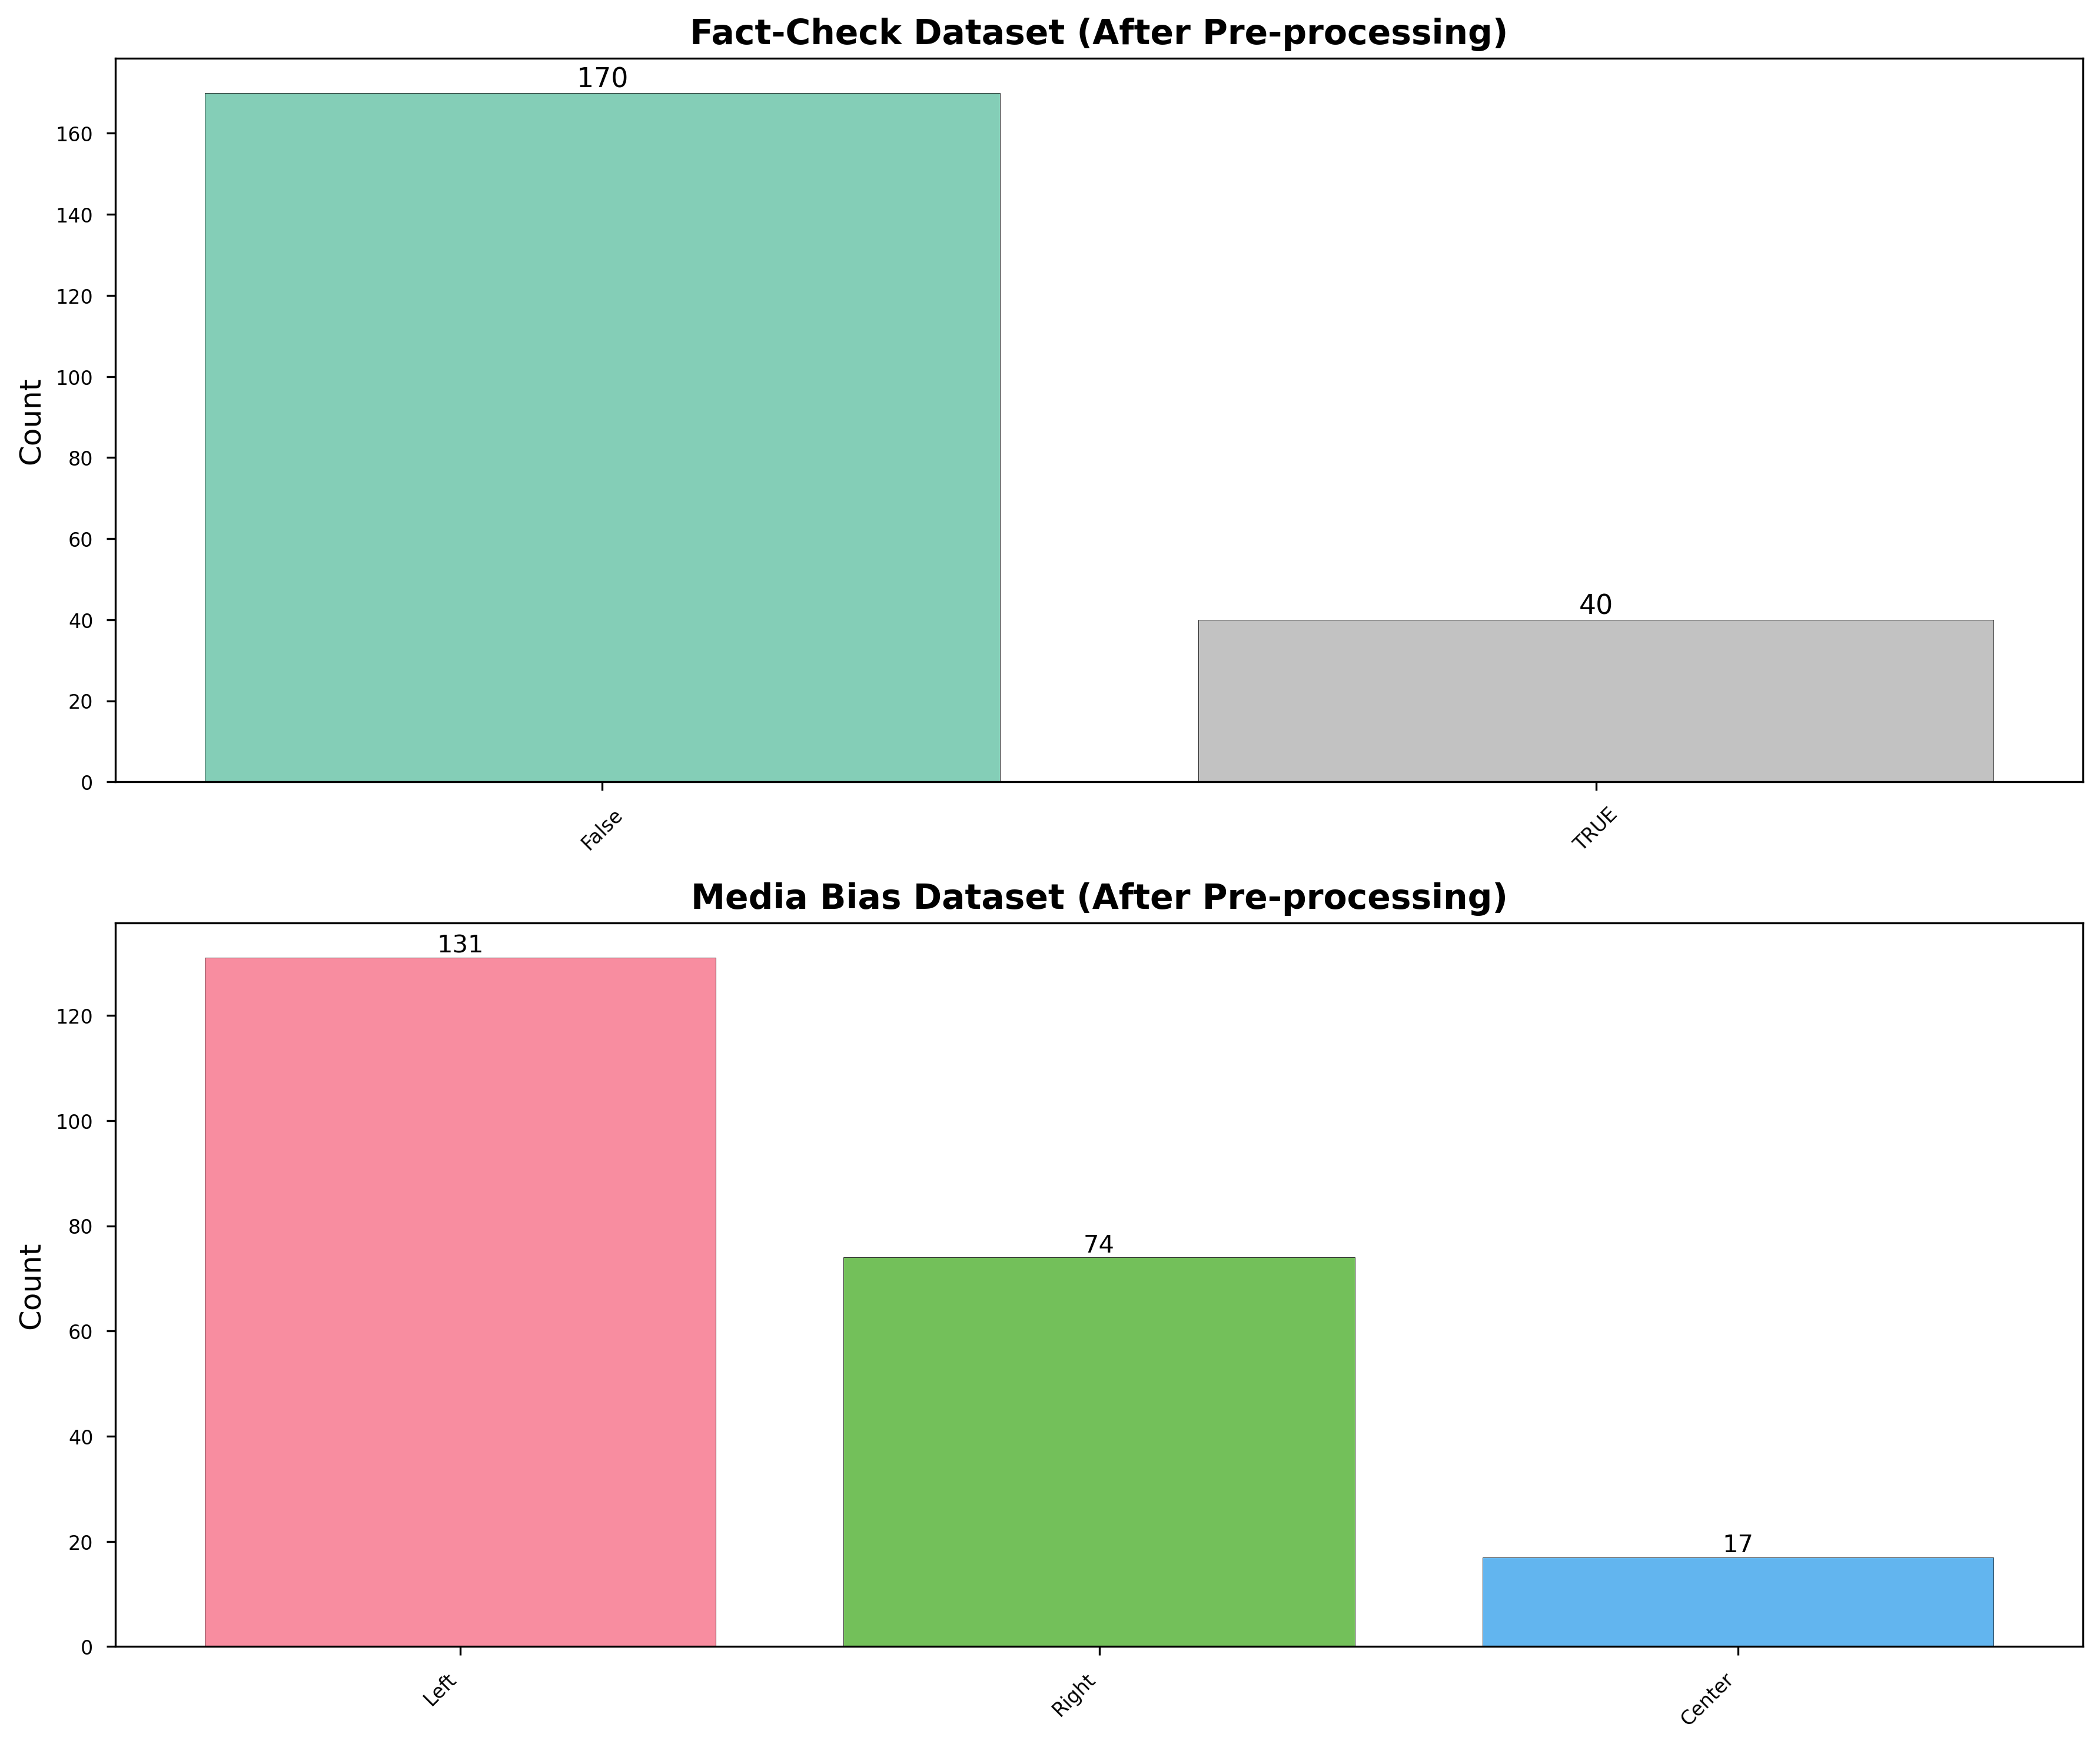 Fact-Check Dataset (After Pre-processing)
170
160
140
120
100
80
60
40
20
0
Count
40
False
TRUE
Media Bias Dataset (After Pre-processing)
131
120
100
80
60
40
20
0
Count
74
17
Left
Right
Center